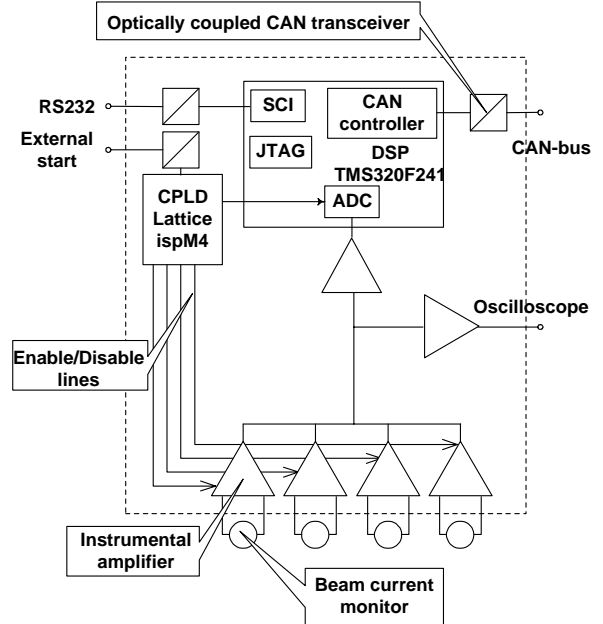 Optically coupled CAN transceiver
RS232
SCI
CAN
controller
External
start
JTAG
DSP
TMS320F241
CAN-bus
CPLD
Lattice
ispM4
ADC
Oscilloscope
Enable/Disable
lines
Instrumental
amplifier
Beam current
monitor